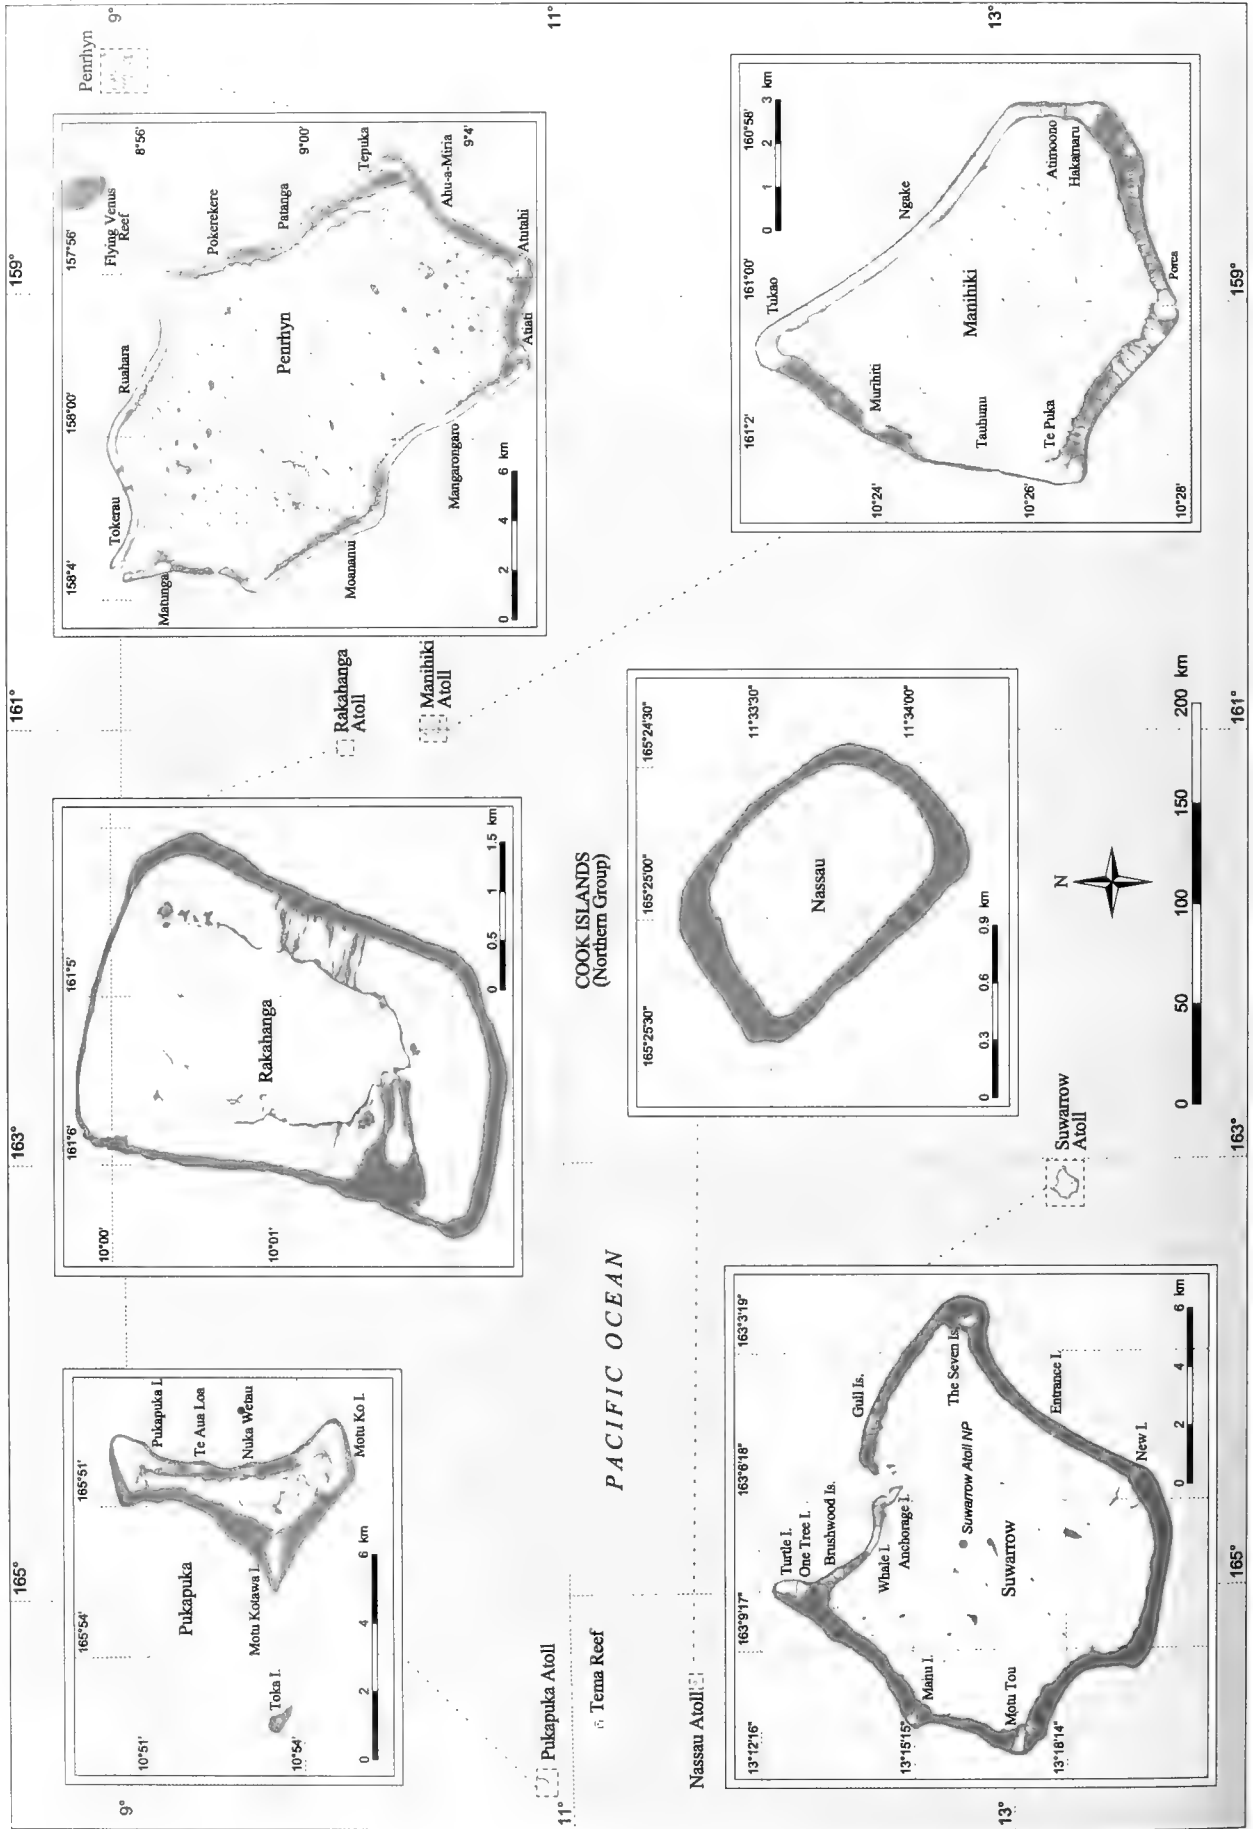 165°
163°
161°
159°
9°
9°
11°
11°
13°
13°
165°
163°
161°
159°
165°54'
165°51'
10°51'
10°54'
Pukapuka
Pukapuka I.
Te Aua Loa
Nuka Wetau
Motu Ko I.
Motu Kotawa I.
Toka I.
0 2 4 6 km
161°6'
161°5'
10°00'
10°01'
Rakahanga
0 0.5 1 1.5 km
158°4'
158°00'
157°56'
8°56'
9°00'
9°4'
Flying Venus
Reef
Tokerau
Ruahara
Pokerekere
Patanga
Tepuka
Ahu-a-Miria
Atutahi
Atiati
Mangarongaro
Moananui
Matunga
Penrhyn
0 2 4 6 km
Penrhyn
Rakahanga
Atoll
Manihiki
Atoll
Pukapuka Atoll
Tema Reef
Nassau Atoll
PACIFIC OCEAN
COOK ISLANDS
(Northern Group)
165°25'30"
165°25'00"
165°24'30"
11°33'30"
11°34'00"
Nassau
0 0.3 0.6 0.9 km
161°2'
161°00'
160°58'
10°24'
10°26'
10°28'
0 1 2 3 km
Tukao
Ngake
Murihiti
Manihiki
Tauhunu
Te Puka
Atimoono
Hakamaru
Porea
163°9'17"
163°6'18"
163°3'19"
13°12'16"
13°15'15"
13°18'14"
Turtle I.
One Tree I.
Brushwood Is.
Gull Is.
Whale I.
Anchorage I.
The Seven Is.
Manu I.
Suwarrow Atoll NP
Suwarrow
Motu Tou
Entrance I.
New I.
0 2 4 6 km
Suwarrow
Atoll
N
0 50 100 150 200 km